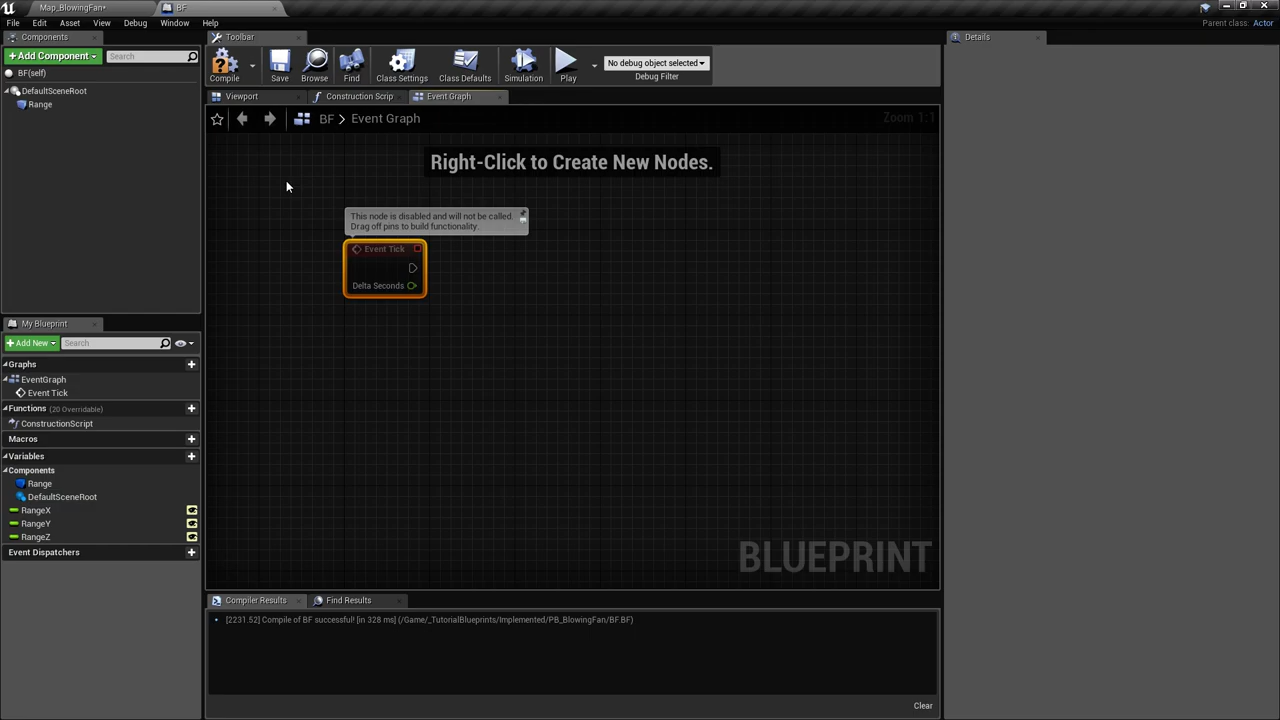 Map_BlowingFan*
BF
File Edit Asset View Debug Window Help
Parent class: Actor
Components
Toolbar
Details
+Add Component
Search
BF(self)
DefaultSceneRoot
Range
Compile
Save
Browse
Find
Class Settings
Class Defaults
Simulation
Play
No debug object selected
Debug Filter
Viewport
Construction Scrip
Event Graph
BF > Event Graph
Zoom 1:1
Right-Click to Create New Nodes.
This node is disabled and will not be called.
Drag off pins to build functionality.
Event Tick
Delta Seconds
My Blueprint
+Add New
Search
Graphs
EventGraph
Event Tick
Functions (20 Overridable)
ConstructionScript
Macros
Variables
Components
Range
DefaultSceneRoot
RangeX
RangeY
RangeZ
Event Dispatchers
BLUEPRINT
Compiler Results
Find Results
[2231.52] Compile of BF successful! [in 328 ms] (/Game/_TutorialBlueprints/Implemented/PB_BlowingFan/BF.BF)
Clear